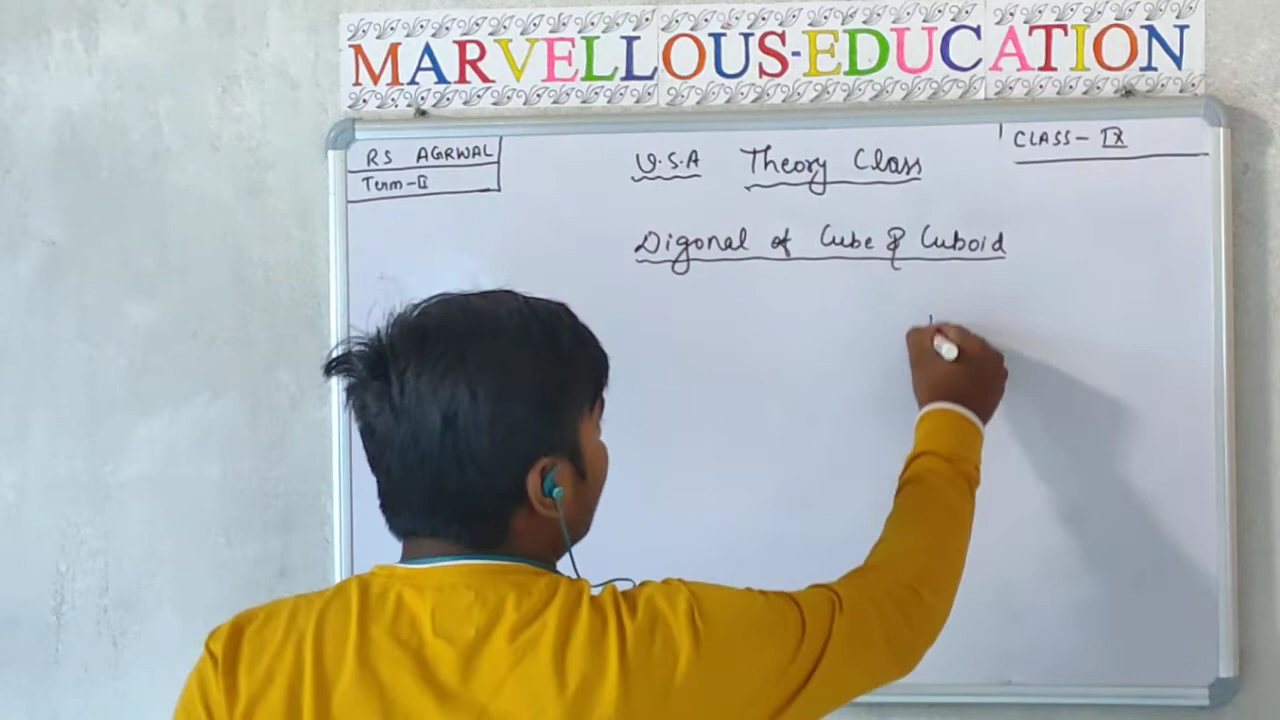 MARVELLOUS-EDUCATION
RS AGRWAL
Term-II
V.S.A Theory Class
CLASS-IX
Digonal of Cube & Cuboid